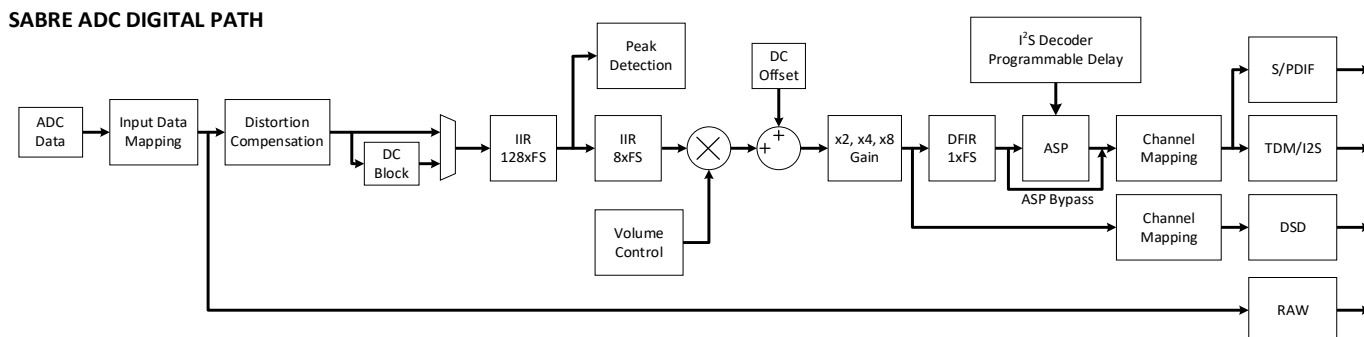 SABRE ADC DIGITAL PATH
ADC
Data
Input Data
Mapping
Distortion
Compensation
DC
Block
IIR
128xFS
Peak
Detection
IIR
8xFS
Volume
Control
DC
Offset
+
+
x2, x4, x8
Gain
DFIR
1xFS
I²S Decoder
Programmable Delay
ASP
ASP Bypass
Channel
Mapping
Channel
Mapping
S/PDIF
TDM/I2S
DSD
RAW